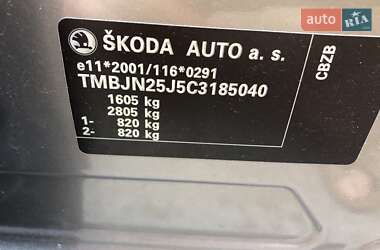 auto RIA
ŠKODA AUTO a. s.
e11*2001/116*0291
TMBJN25J5C3185040
1605 kg
2805 kg
1- 820 kg
2- 820 kg
CBZB